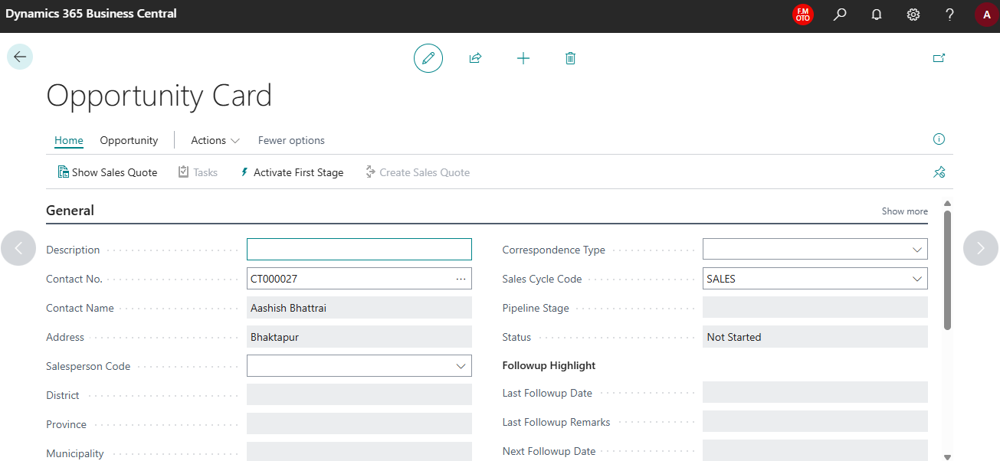 Dynamics 365 Business Central
F.M
OTO
?
A
Opportunity Card
Home Opportunity Actions Fewer options
Show Sales Quote Tasks Activate First Stage Create Sales Quote
General Show more
Description
Contact No. CT000027 ...
Contact Name Aashish Bhattrai
Address Bhaktapur
Salesperson Code
District
Province
Municipality
Correspondence Type
Sales Cycle Code SALES
Pipeline Stage
Status Not Started
Followup Highlight
Last Followup Date
Last Followup Remarks
Next Followup Date